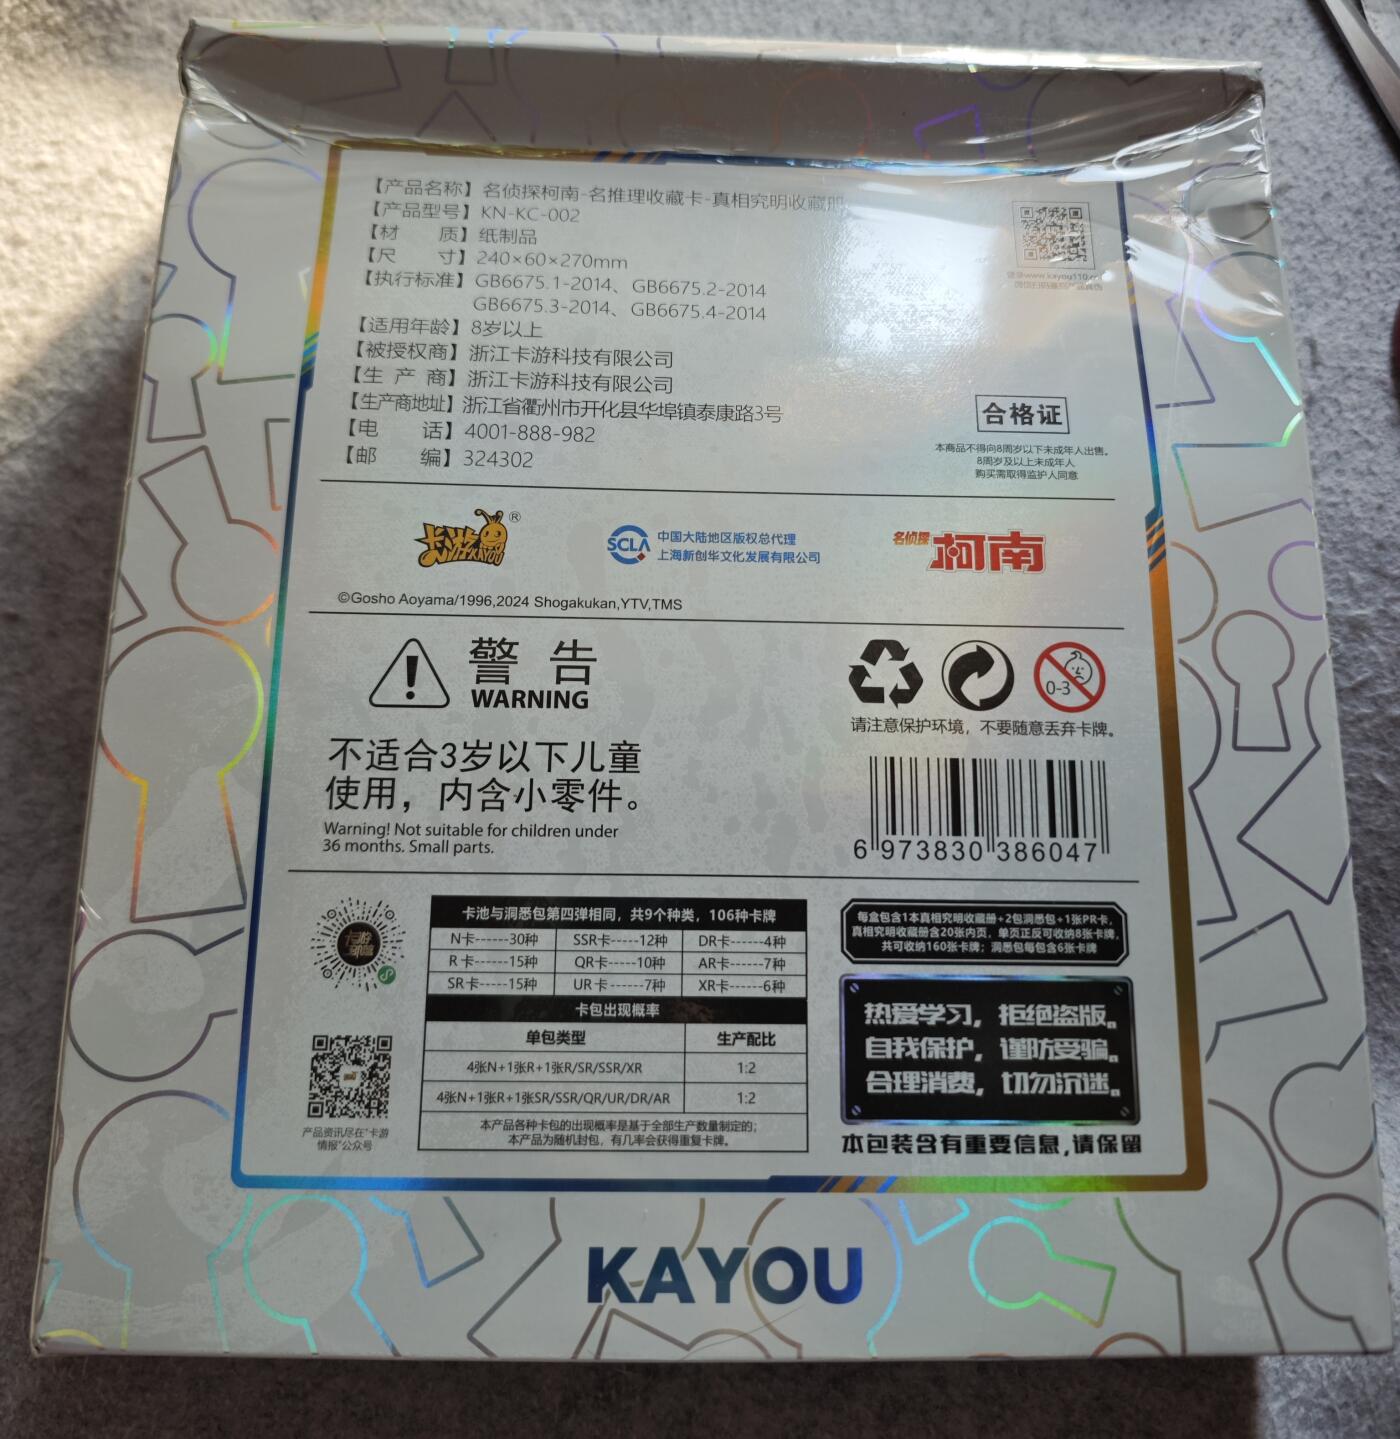 【产品名称】名侦探柯南-名推理收藏卡-真相究明收藏册
【产品型号】KN-KC-002
【材 质】纸制品
【尺 寸】240×60×270mm
【执行标准】GB6675.1-2014、GB6675.2-2014
GB6675.3-2014、GB6675.4-2014
【适用年龄】8岁以上
【被授权商】浙江卡游科技有限公司
【生 产 商】浙江卡游科技有限公司
【生产商地址】浙江省衢州市开化县华埠镇泰康路3号
【电 话】4001-888-982
【邮 编】324302
登录www.kayou110.com
合格证
本商品不得向8周岁以下未成年人出售。
8周岁及以上未成年人
购买需取得监护人同意
卡游KAYOU®
SCLA
中国大陆地区版权总代理
上海新创华文化发展有限公司
名侦探柯南
©Gosho Aoyama/1996,2024 Shogakukan,YTV,TMS
警 告
WARNING
不适合3岁以下儿童
使用，内含小零件。
Warning! Not suitable for children under
36 months. Small parts.
0-3
请注意保护环境，不要随意丢弃卡牌。
6 973830 386047
产品资讯尽在“卡游
情报”公众号
卡池与洞悉包第四弹相同，共9个种类，106种卡牌
N卡------30种 SSR卡-----12种 DR卡------4种
R卡------15种 QR卡-----10种 AR卡------7种
SR卡-----15种 UR卡------7种 XR卡------6种
卡包出现概率
单包类型 生产配比
4张N+1张R+1张R/SR/SSR/XR 1:2
4张N+1张R+1张SR/SSR/QR/UR/DR/AR 1:2
本产品各种卡包的出现概率是基于全部生产数量制定的；
本产品为随机封包，有几率会获得重复卡牌。
每盒包含1本真相究明收藏册+2包洞悉包+1张PR卡，
真相究明收藏册含20张内页，单页正反可收纳8张卡牌，
共可收纳160张卡牌；洞悉包每包含6张卡牌
热爱学习，拒绝盗版。
自我保护，谨防受骗。
合理消费，切勿沉迷。
本包装含有重要信息,请保留
KAYOU